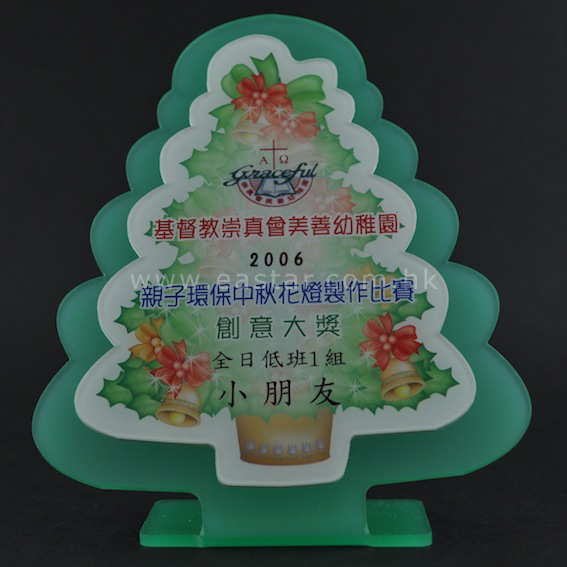 Α Ω
Graceful
基督教崇真會美善幼稚園
2006
www.eastar.com.hk
親子環保中秋花燈製作比賽
創意大獎
全日低班1組
小朋友